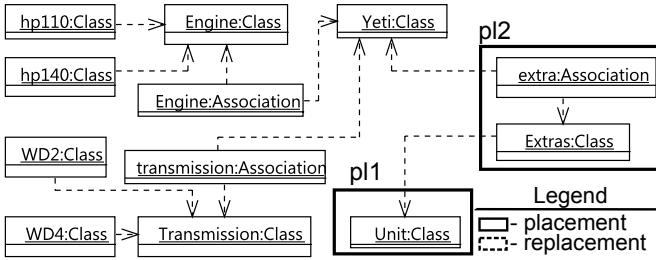 hp110:Class
Engine:Class
Yeti:Class
pl2
hp140:Class
extra:Association
Engine:Association
Extras:Class
WD2:Class
transmission:Association
pl1
Legend
WD4:Class
Transmission:Class
Unit:Class
- placement
- replacement